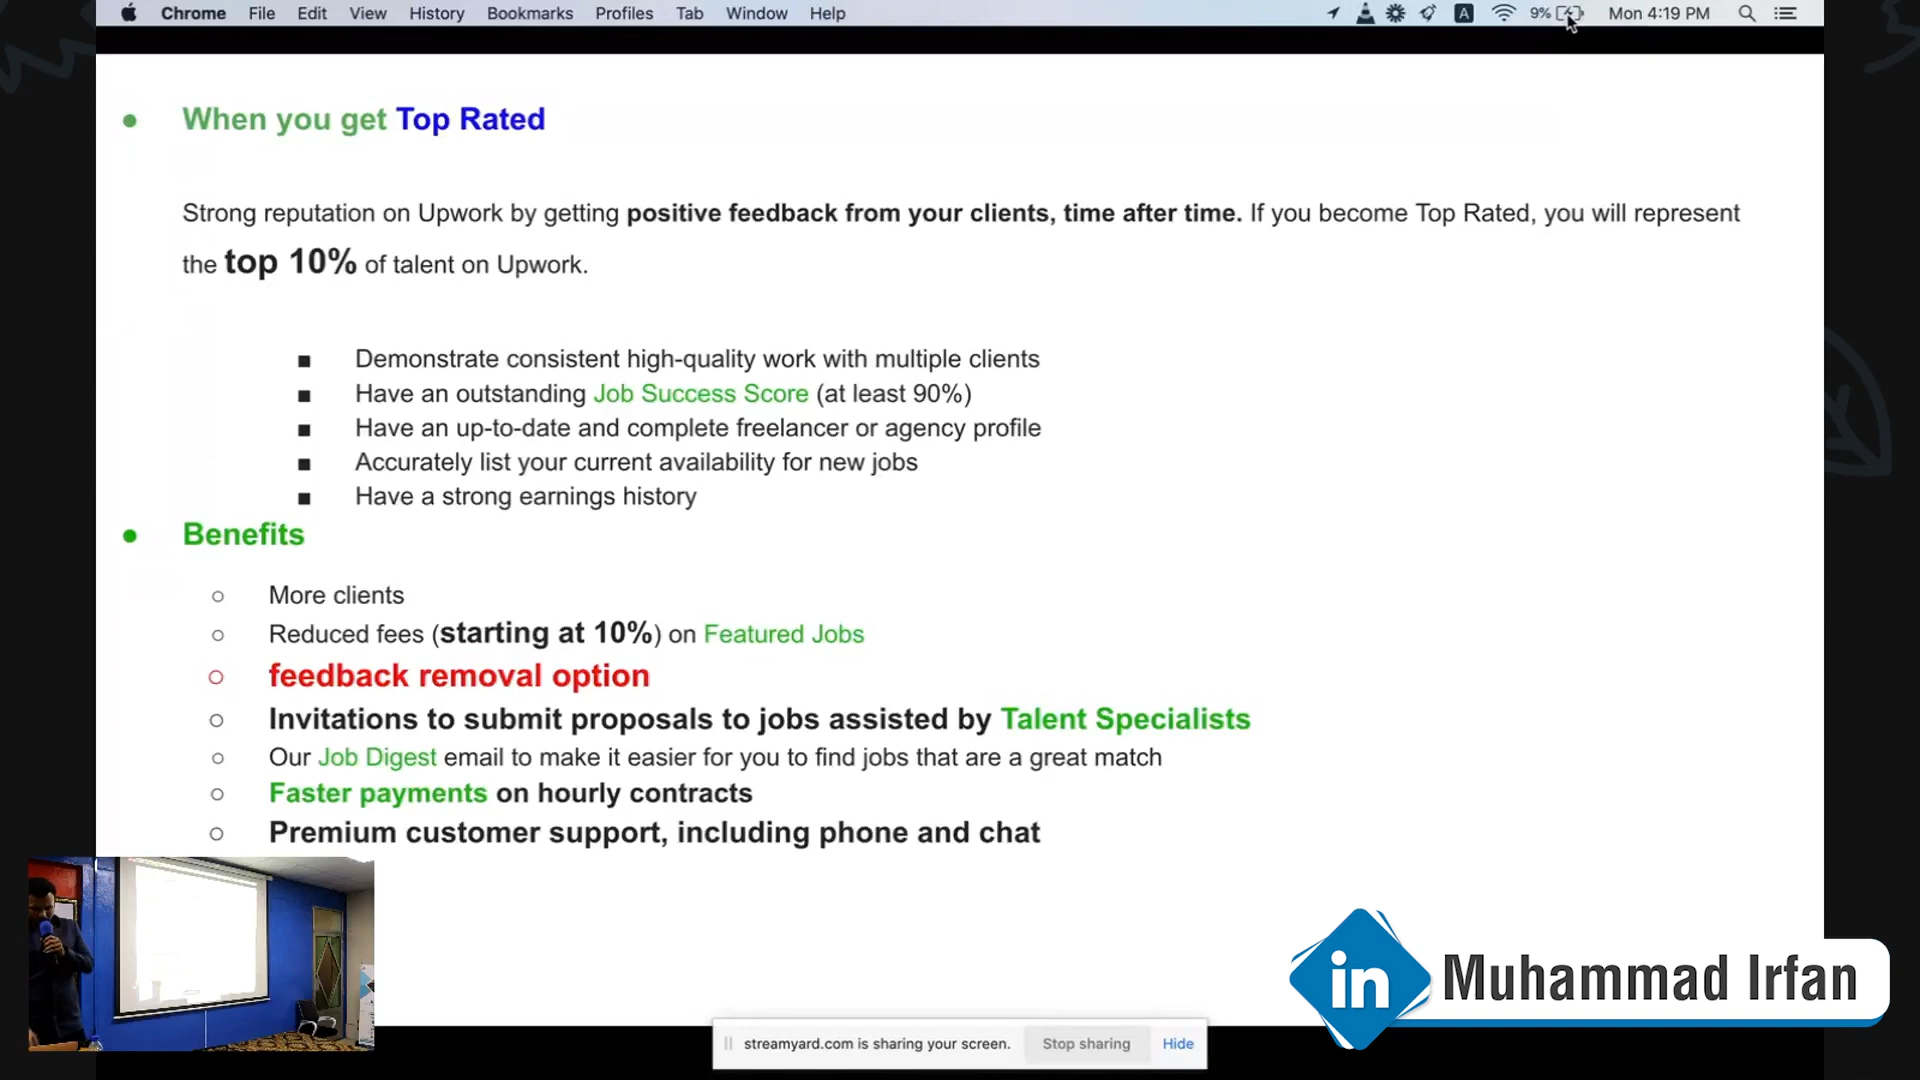 Chrome File Edit View History Bookmarks Profiles Tab Window Help A 9% Mon 4:19 PM
● When you get Top Rated
Strong reputation on Upwork by getting positive feedback from your clients, time after time. If you become Top Rated, you will represent
the top 10% of talent on Upwork.
■ Demonstrate consistent high-quality work with multiple clients
■ Have an outstanding Job Success Score (at least 90%)
■ Have an up-to-date and complete freelancer or agency profile
■ Accurately list your current availability for new jobs
■ Have a strong earnings history
● Benefits
○ More clients
○ Reduced fees (starting at 10%) on Featured Jobs
○ feedback removal option
○ Invitations to submit proposals to jobs assisted by Talent Specialists
○ Our Job Digest email to make it easier for you to find jobs that are a great match
○ Faster payments on hourly contracts
○ Premium customer support, including phone and chat
in Muhammad Irfan
streamyard.com is sharing your screen. Stop sharing Hide